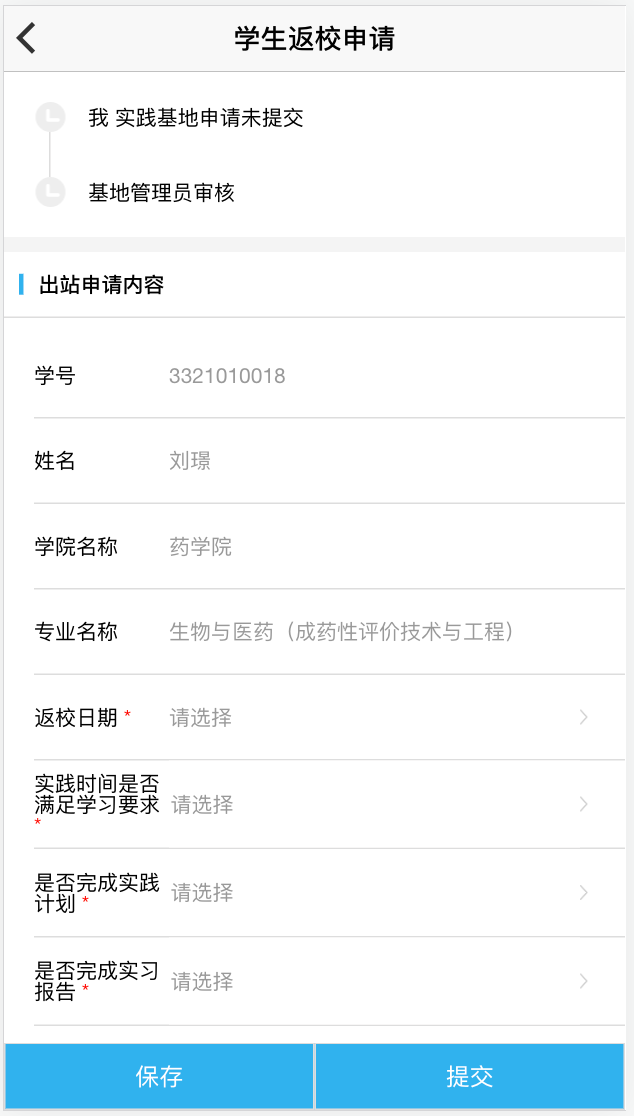 学生返校申请
我 实践基地申请未提交
基地管理员审核
出站申请内容
学号 3321010018
姓名 刘璟
学院名称 药学院
专业名称 生物与医药（成药性评价技术与工程）
返校日期 * 请选择
实践时间是否
满足学习要求 请选择
*
是否完成实践
计划 * 请选择
是否完成实习
报告 * 请选择
保存 提交